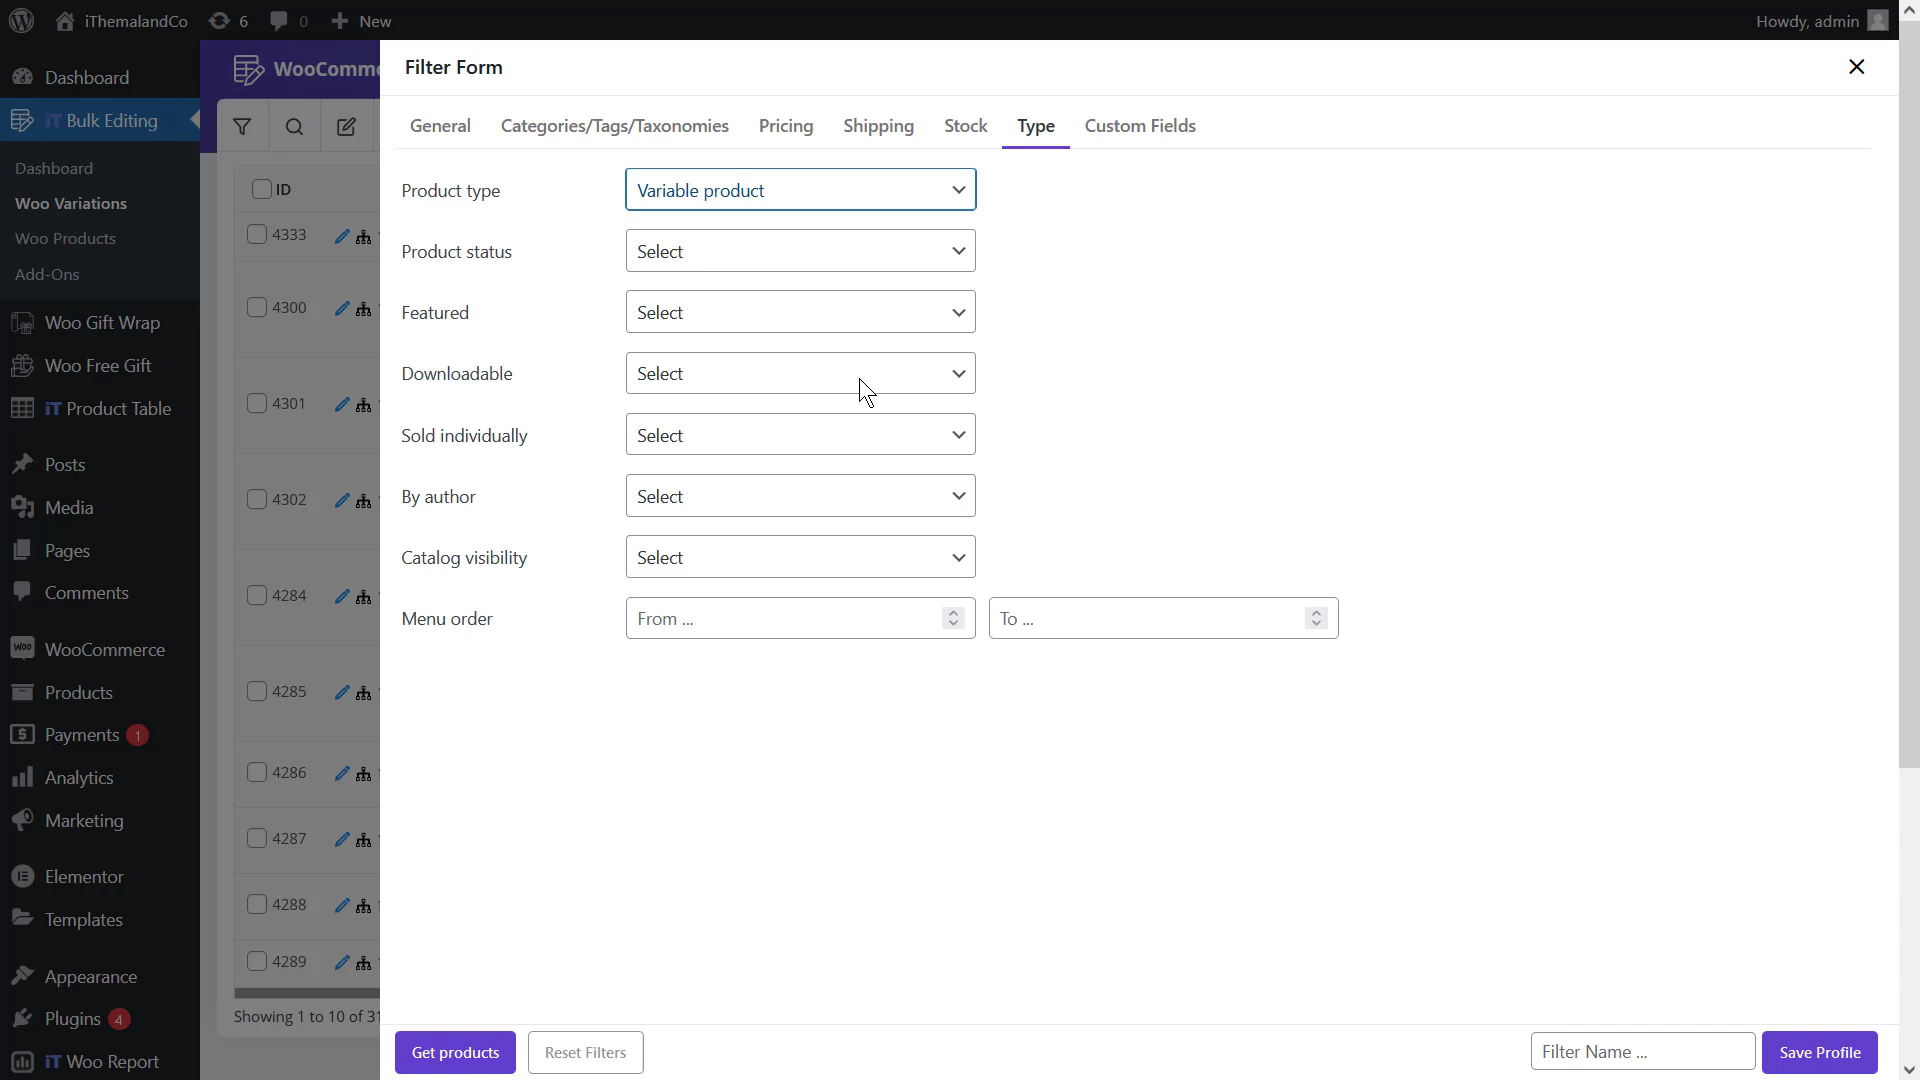 iThemalandCo 6 0 New Howdy, admin
Dashboard
iT Bulk Editing
Dashboard
Woo Variations
Woo Products
Add-Ons
Woo Gift Wrap
Woo Free Gift
iT Product Table
Posts
Media
Pages
Comments
WooCommerce
Products
Payments 1
Analytics
Marketing
Elementor
Templates
Appearance
Plugins 4
iT Woo Report
ID
4333
4300
4301
4302
4284
4285
4286
4287
4288
4289
Showing 1 to 10 of
Filter Form
General Categories/Tags/Taxonomies Pricing Shipping Stock Type Custom Fields
Product type Variable product
Product status Select
Featured Select
Downloadable Select
Sold individually Select
By author Select
Catalog visibility Select
Menu order From ... To ...
Get products Reset Filters Filter Name ... Save Profile